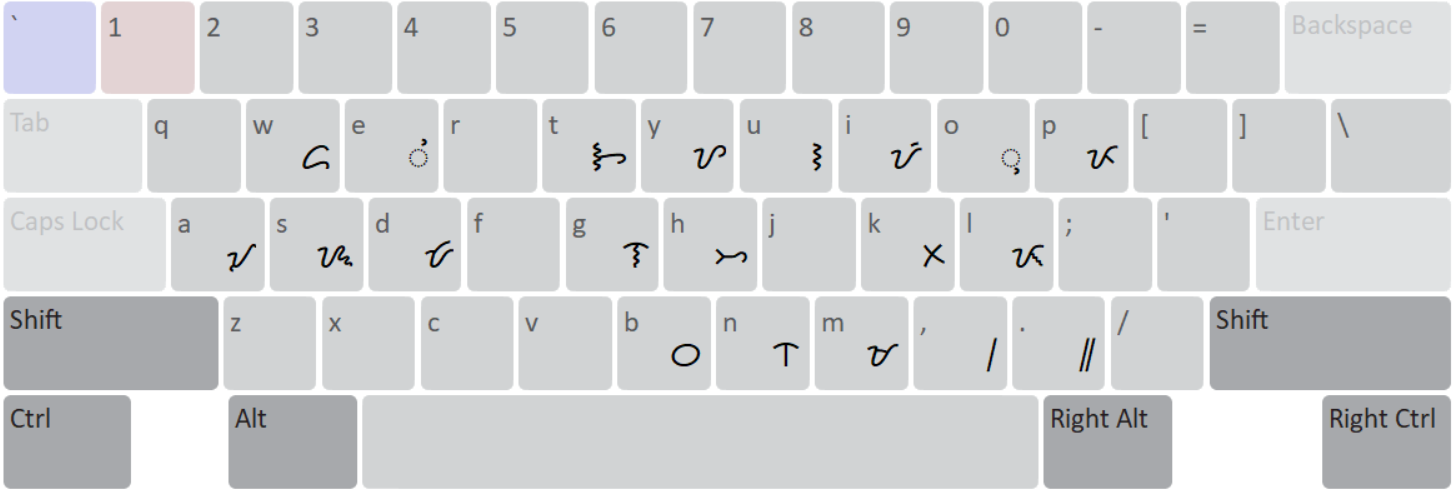 ` 1 2 3 4 5 6 7 8 9 0 - = Backspace
Tab q w ᜏ e ◌ᜒ r t ᜆ y ᜌ u ᜂ i ᜁ o ◌ᜓ p ᜉ [ ] \
Caps Lock a ᜀ s ᜐ d ᜇ f g ᜄ h ᜑ j k ᜃ l ᜎ ; ' Enter
Shift z x c v b ᜊ n ᜈ m ᜋ , ᜵ . ᜶ / Shift
Ctrl Alt Right Alt Right Ctrl